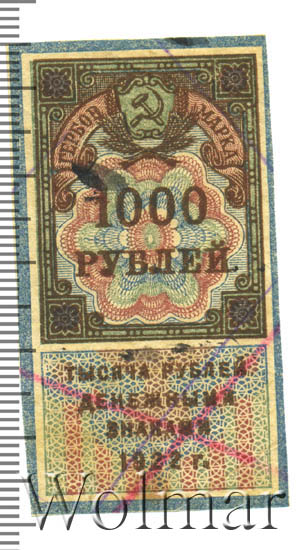 ГЕРБОВ. МАРКА
1000
РУБЛЕЙ.
ТЫСЯЧА РУБЛЕЙ
ДЕНЕЖНЫМИ
ЗНАКАМИ
1922 г.
Wolmar